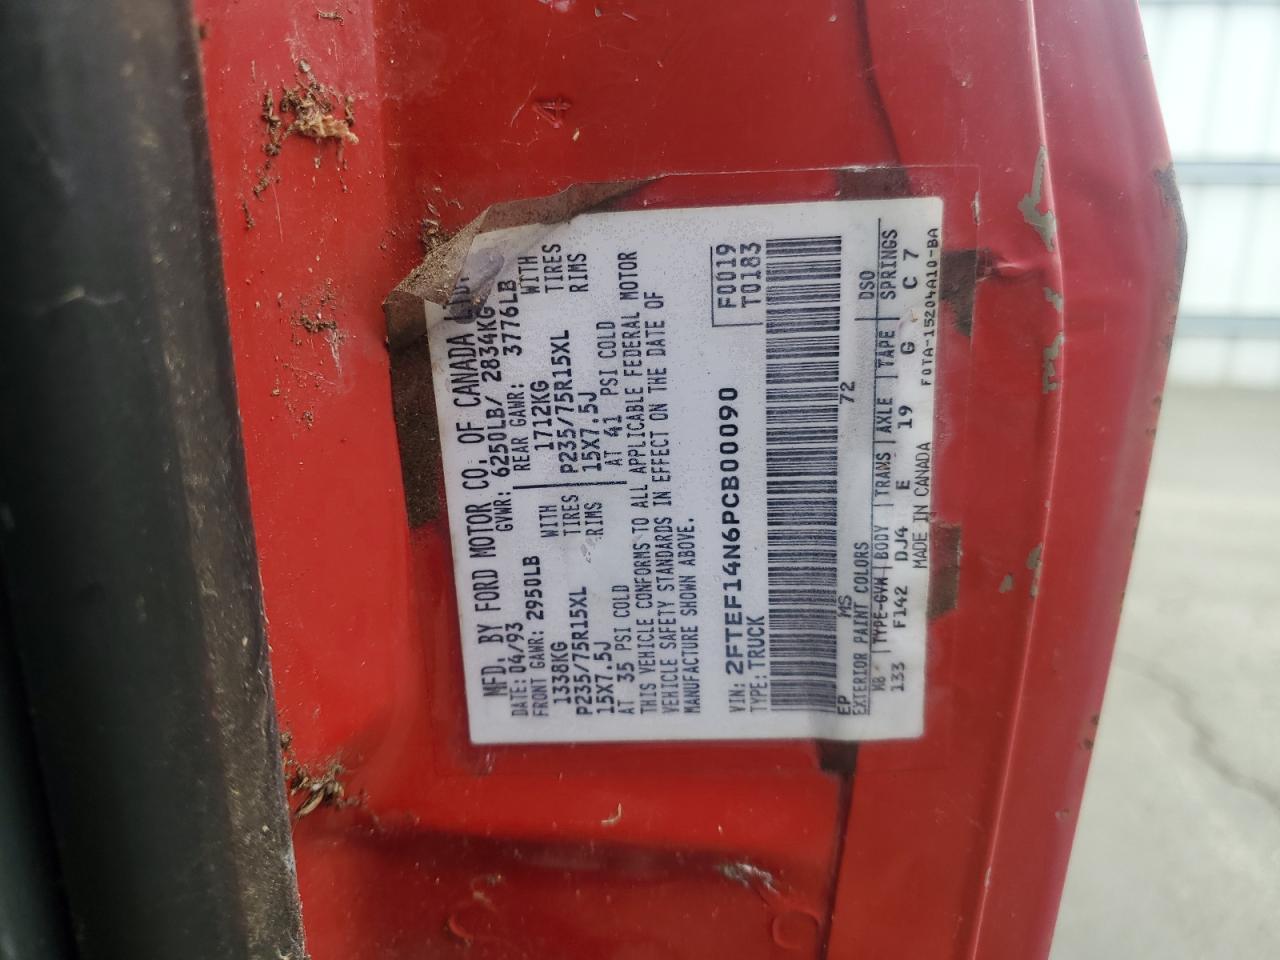 MFD. BY FORD MOTOR CO. OF CANADA LTD.
DATE: 04/93 GVWR: 6250LB/ 2834KG
FRONT GAWR: 2950LB REAR GAWR: 3776LB
1338KG WITH 1712KG WITH
P235/75R15XL TIRES P235/75R15XL TIRES
15X7.5J RIMS 15X7.5J RIMS
AT 35 PSI COLD AT 41 PSI COLD
THIS VEHICLE CONFORMS TO ALL APPLICABLE FEDERAL MOTOR
VEHICLE SAFETY STANDARDS IN EFFECT ON THE DATE OF
MANUFACTURE SHOWN ABOVE.
F0019
VIN: 2FTEF14N6PCB00090 T0183
TYPE: TRUCK
EP MS 72
EXTERIOR PAINT COLORS DSO
WB TYPE-GVW BODY TRANS AXLE TAPE SPRINGS
133 F142 DJ4 E 19 G C 7
MADE IN CANADA F0TA-15204A10-BA
4